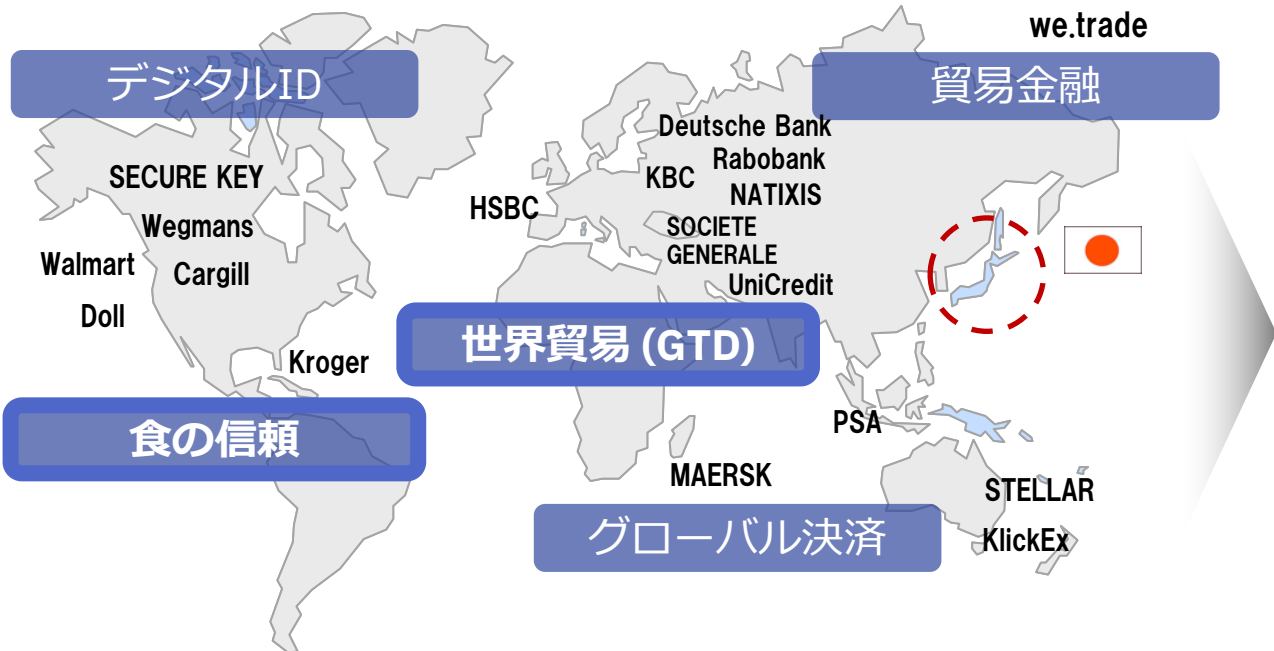 we.trade
デジタルID
貿易金融
Deutsche Bank
Rabobank
KBC
NATIXIS
HSBC
SOCIETE
GENERALE
UniCredit
SECURE KEY
Wegmans
Walmart
Cargill
Doll
Kroger
世界貿易 (GTD)
食の信頼
PSA
MAERSK
STELLAR
グローバル決済
KlickEx